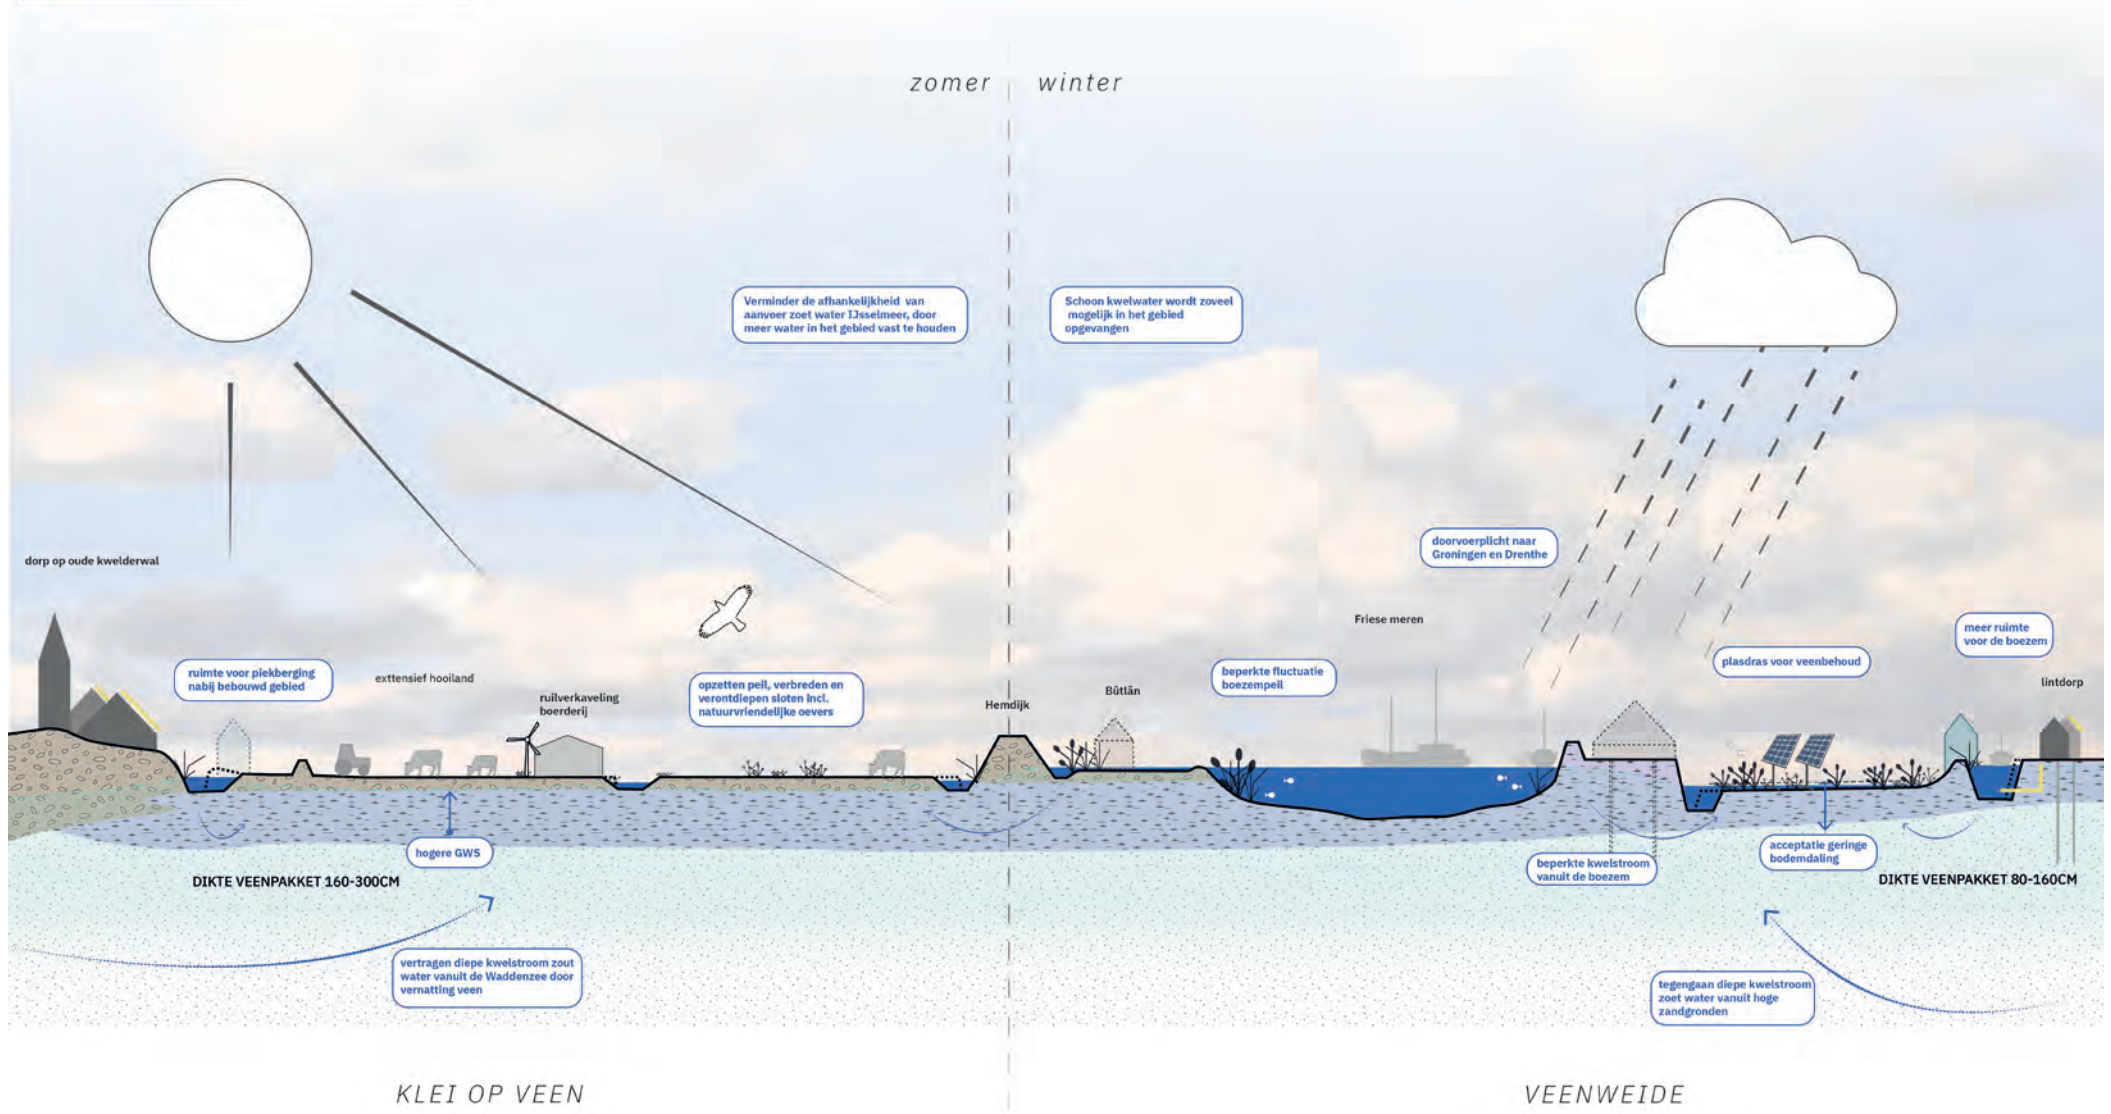 zomer
winter
Verminder de afhankelijkheid van
aanvoer zoet water IJsselmeer, door
meer water in het gebied vast te houden
Schoon kwelwater wordt zoveel
mogelijk in het gebied
opgevangen
doorvoerplicht naar
Groningen en Drenthe
dorp op oude kwelderwal
Friese meren
meer ruimte
voor de boezem
ruimte voor piekberging
nabij bebouwd gebied
exttensief hooiland
ruilverkaveling
boerderij
opzetten peil, verbreden en
verontdiepen sloten incl.
natuurvriendelijke oevers
Hemdijk
Bûtlân
beperkte fluctuatie
boezempeil
plasdras voor veenbehoud
lintdorp
hogere GWS
beperkte kwelstroom
vanuit de boezem
acceptatie geringe
bodemdaling
DIKTE VEENPAKKET 160-300CM
DIKTE VEENPAKKET 80-160CM
vertragen diepe kwelstroom zout
water vanuit de Waddenzee door
vernatting veen
tegengaan diepe kwelstroom
zoet water vanuit hoge
zandgronden
KLEI OP VEEN
VEENWEIDE